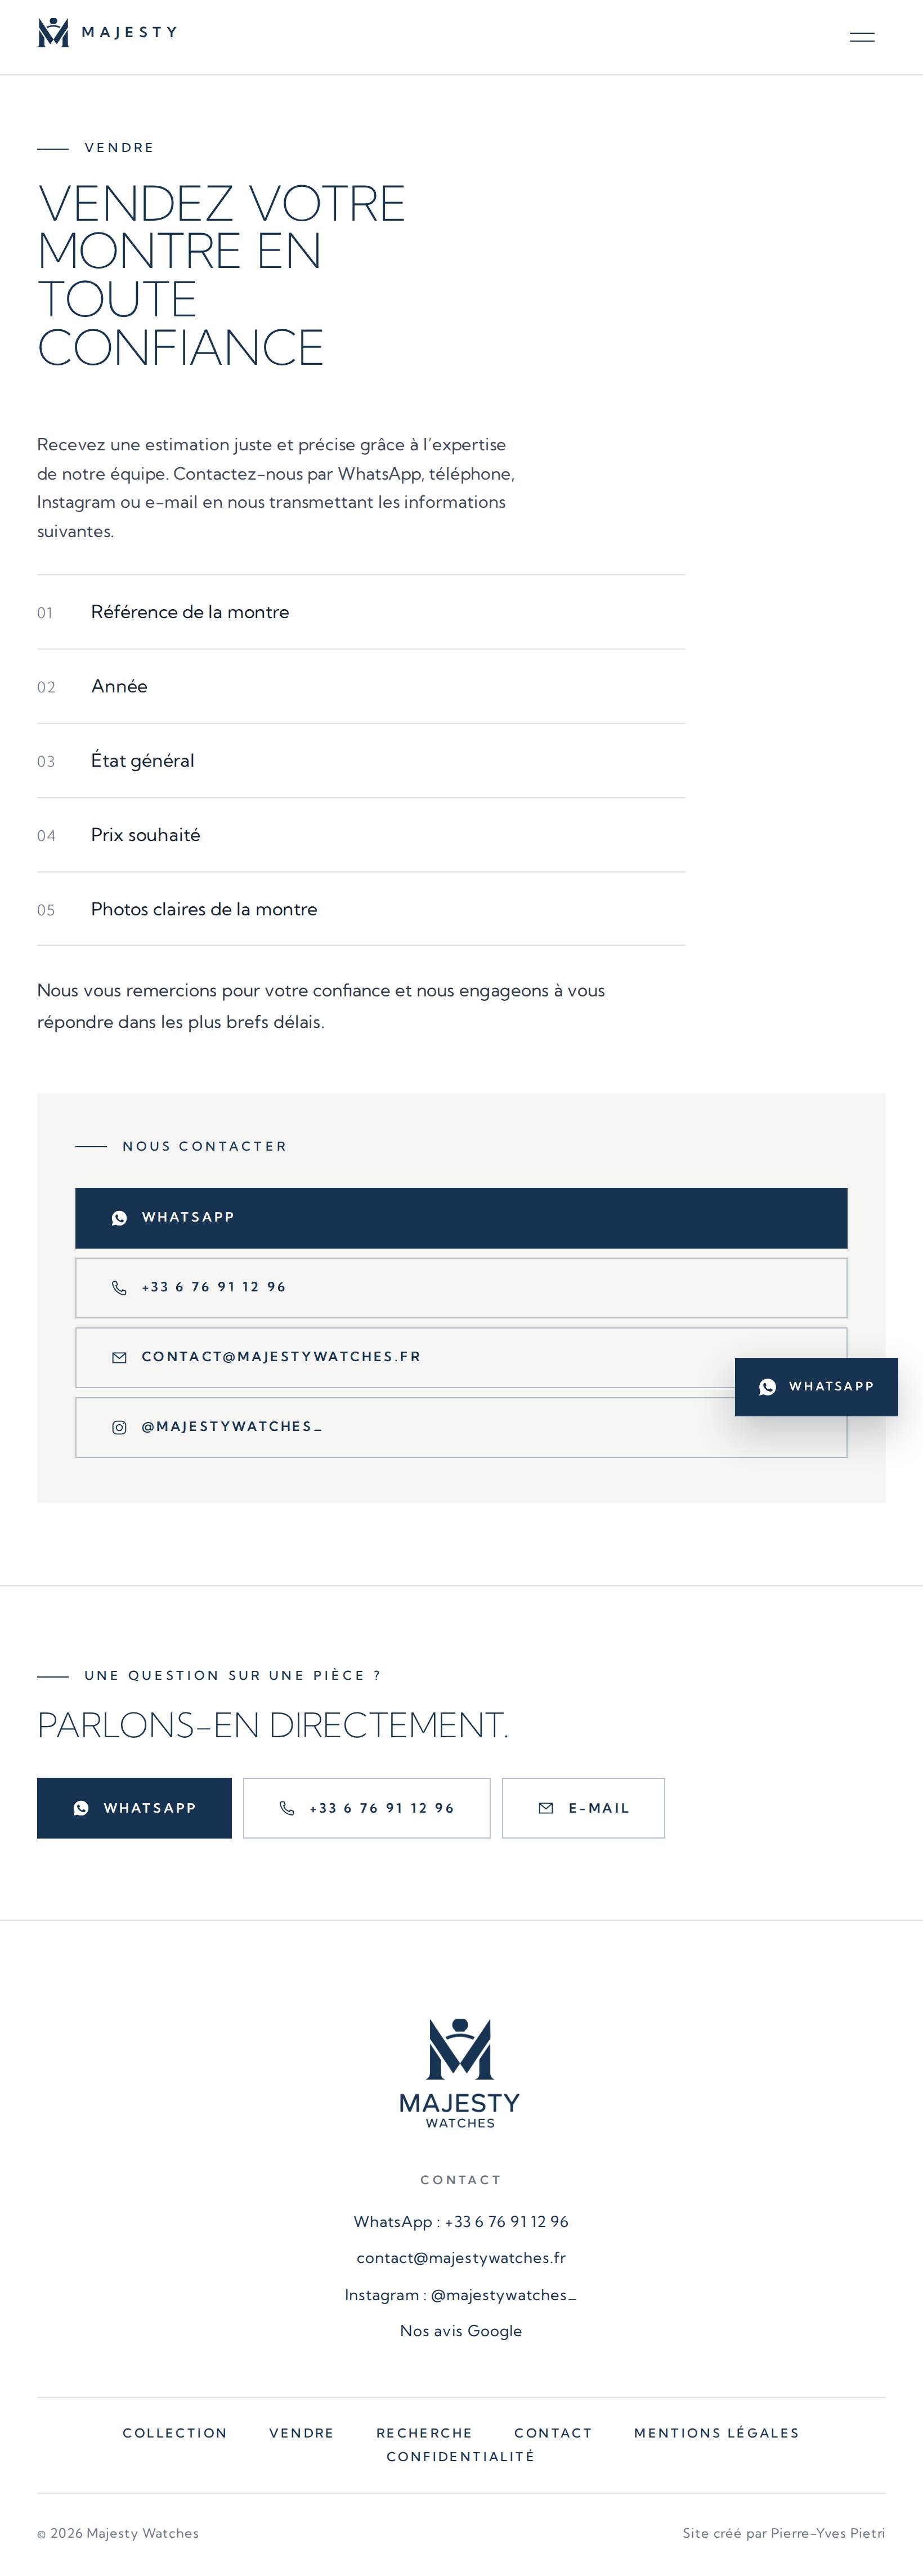 MAJESTY
VENDRE
VENDEZ VOTRE
MONTRE EN
TOUTE
CONFIANCE
Recevez une estimation juste et précise grâce à l’expertise
de notre équipe. Contactez-nous par WhatsApp, téléphone,
Instagram ou e-mail en nous transmettant les informations
suivantes.
01 Référence de la montre
02 Année
03 État général
04 Prix souhaité
05 Photos claires de la montre
Nous vous remercions pour votre confiance et nous engageons à vous
répondre dans les plus brefs délais.
NOUS CONTACTER
WHATSAPP
+33 6 76 91 12 96
CONTACT@MAJESTYWATCHES.FR
WHATSAPP
@MAJESTYWATCHES_
UNE QUESTION SUR UNE PIÈCE ?
PARLONS-EN DIRECTEMENT.
WHATSAPP +33 6 76 91 12 96 E-MAIL
MAJESTY
WATCHES
CONTACT
WhatsApp : +33 6 76 91 12 96
contact@majestywatches.fr
Instagram : @majestywatches_
Nos avis Google
COLLECTION VENDRE RECHERCHE CONTACT MENTIONS LÉGALES
CONFIDENTIALITÉ
© 2026 Majesty Watches Site créé par Pierre-Yves Pietri